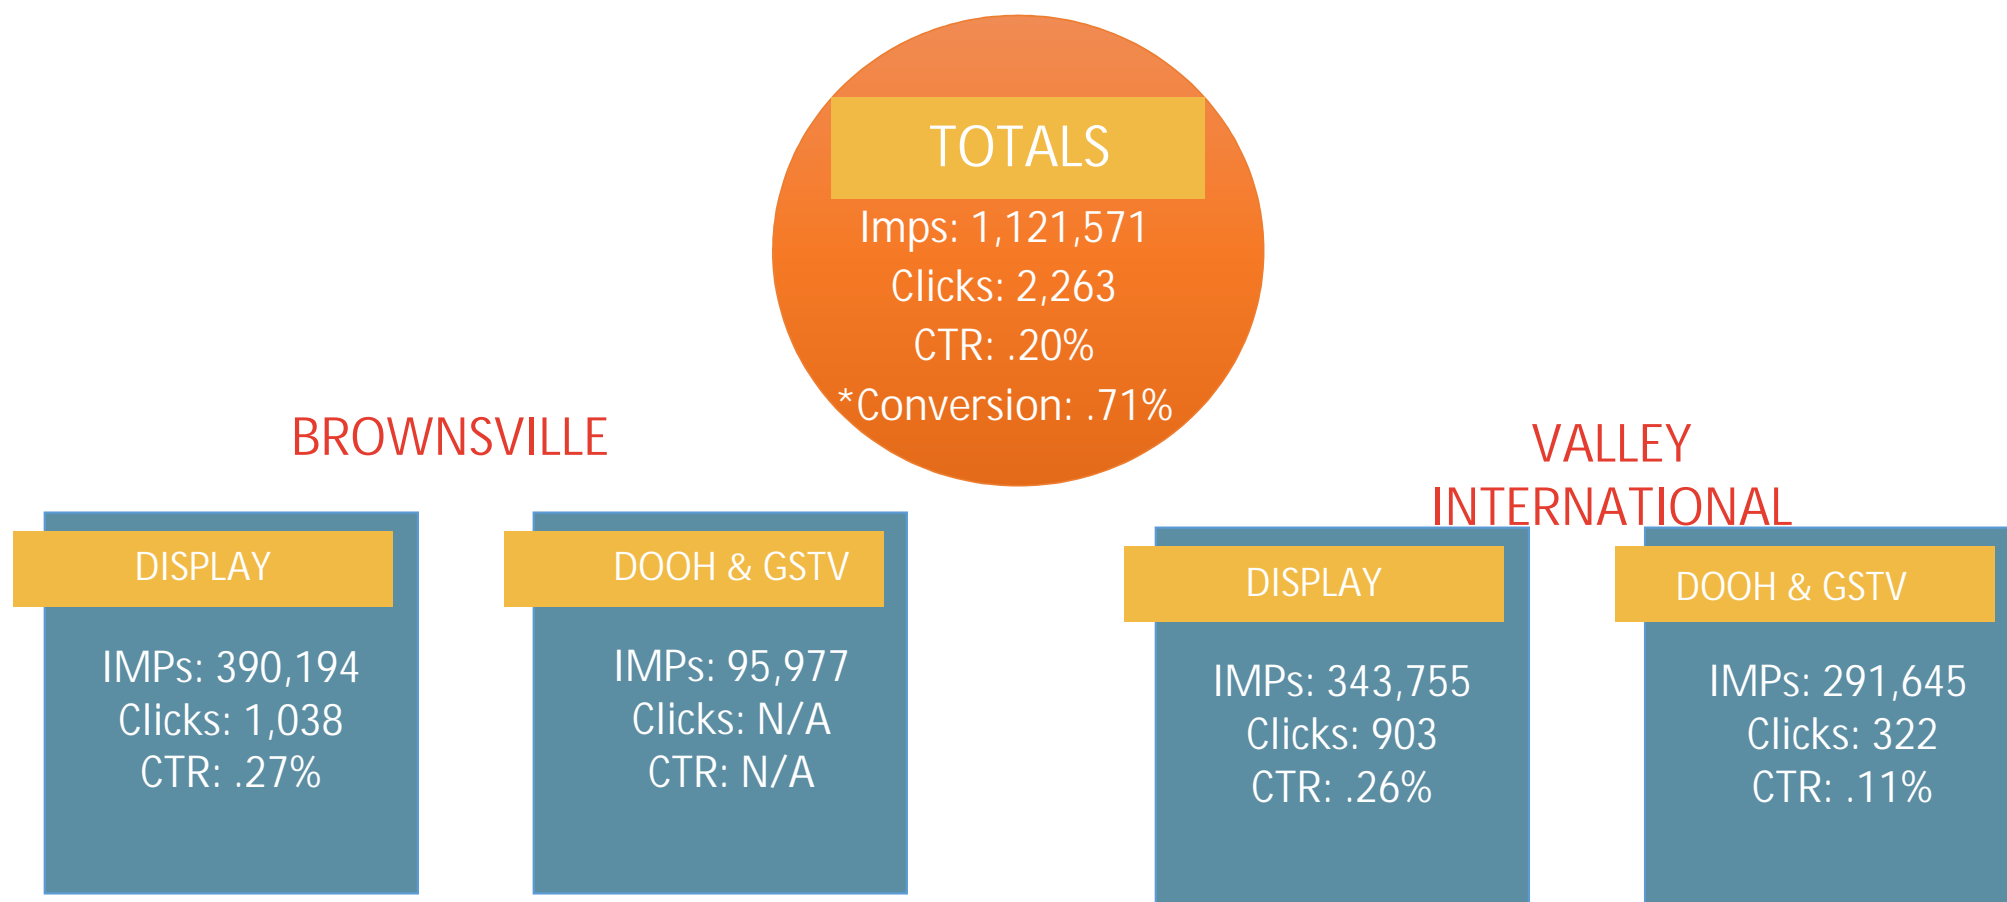 TOTALS
Imps: 1,121,571
Clicks: 2,263
CTR: .20%
*Conversion: .71%
BROWNSVILLE
DISPLAY
IMPs: 390,194
Clicks: 1,038
CTR: .27%
DOOH & GSTV
IMPs: 95,977
Clicks: N/A
CTR: N/A
VALLEY
INTERNATIONAL
DISPLAY
IMPs: 343,755
Clicks: 903
CTR: .26%
DOOH & GSTV
IMPs: 291,645
Clicks: 322
CTR: .11%